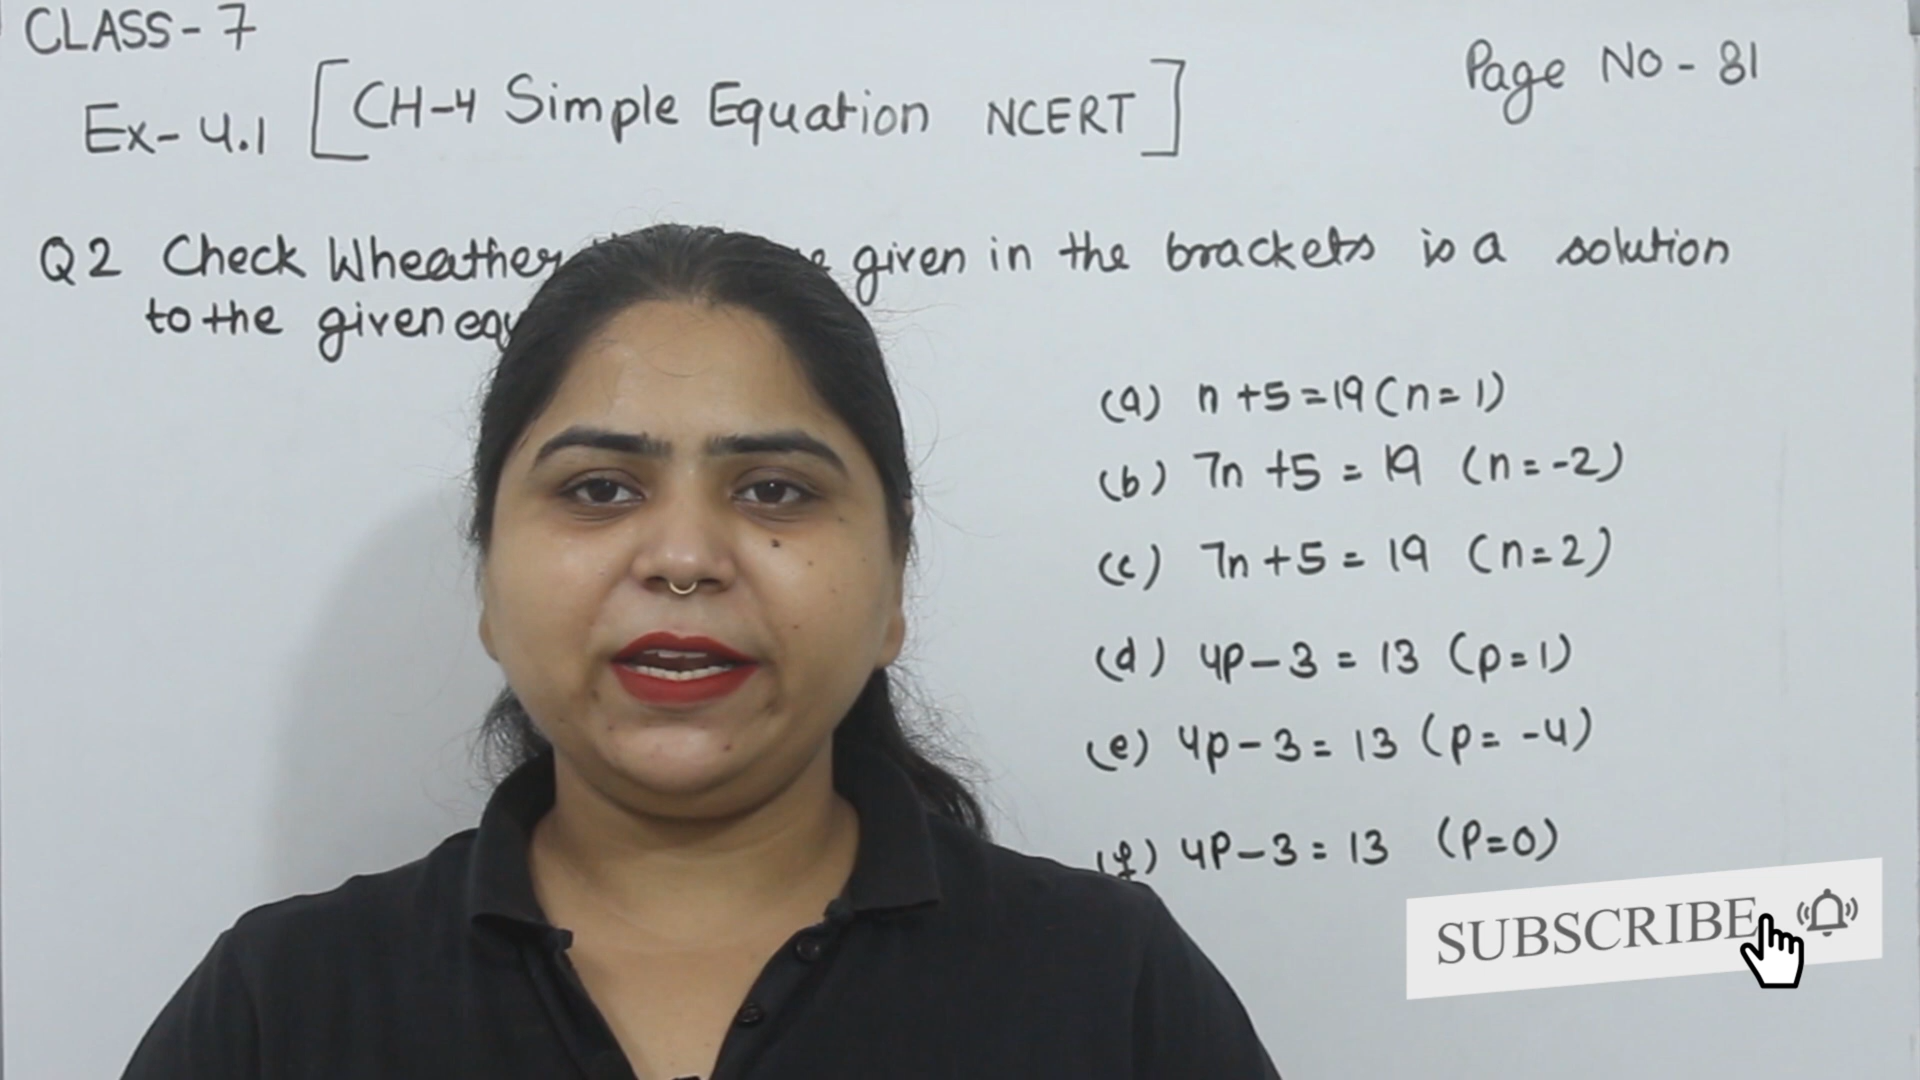 CLASS-7
Ex-4.1 [CH-4 Simple Equation NCERT]
Page No-81
Q2 Check Wheather given in the brackets is a solution
to the given
(a) n+5=19(n=1)
(b) 7n+5=19 (n=-2)
(c) 7n+5=19 (n=2)
(d) 4p-3=13 (p=1)
(e) 4p-3=13 (p=-4)
(f) 4P-3=13 (P=0)
SUBSCRIBE